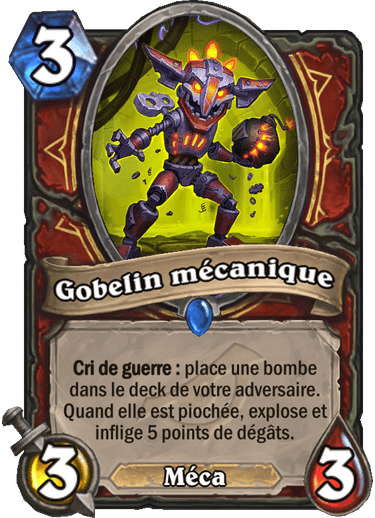 3
Gobelin mécanique
Cri de guerre : place une bombe
dans le deck de votre adversaire.
Quand elle est piochée, explose et
inflige 5 points de dégâts.
3
Méca
3